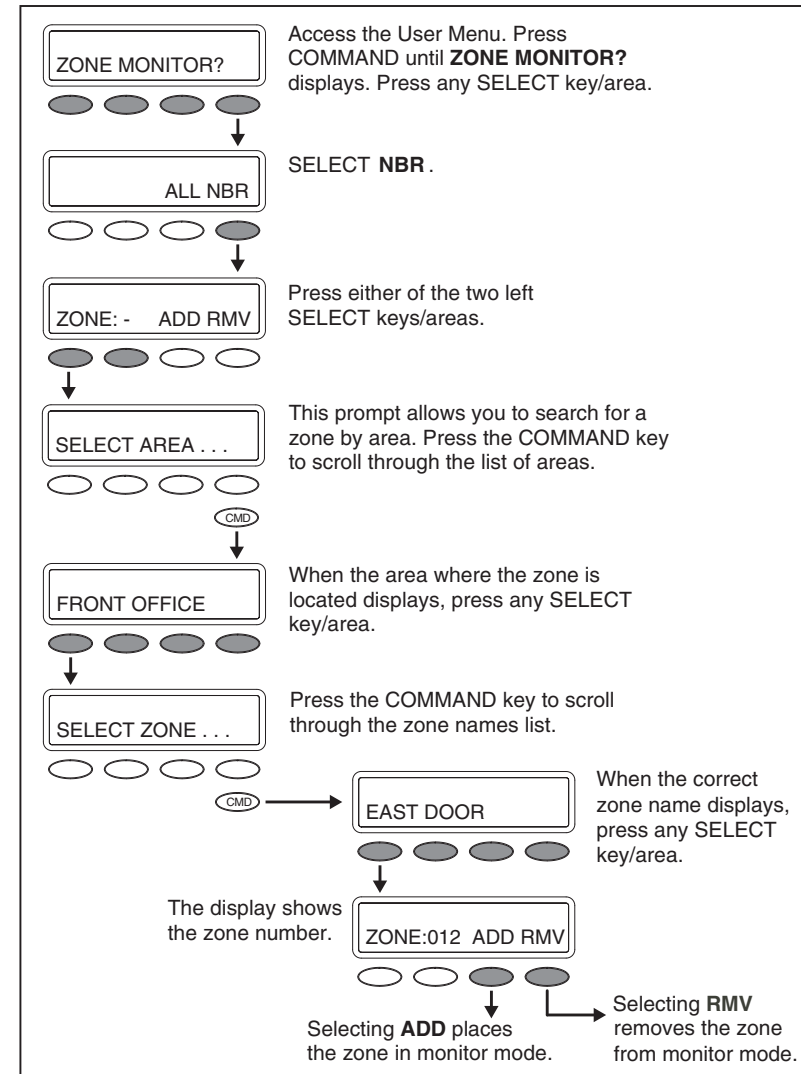 ZONE MONITOR?
Access the User Menu. Press
COMMAND until ZONE MONITOR?
displays. Press any SELECT key/area.
ALL NBR
SELECT NBR .
ZONE: - ADD RMV
Press either of the two left
SELECT keys/areas.
SELECT AREA . . .
This prompt allows you to search for a
zone by area. Press the COMMAND key
to scroll through the list of areas.
CMD
FRONT OFFICE
When the area where the zone is
located displays, press any SELECT
key/area.
SELECT ZONE . . .
Press the COMMAND key to scroll
through the zone names list.
CMD
EAST DOOR
When the correct
zone name displays,
press any SELECT
key/area.
The display shows
the zone number.
ZONE:012 ADD RMV
Selecting ADD places
the zone in monitor mode.
Selecting RMV
removes the zone
from monitor mode.